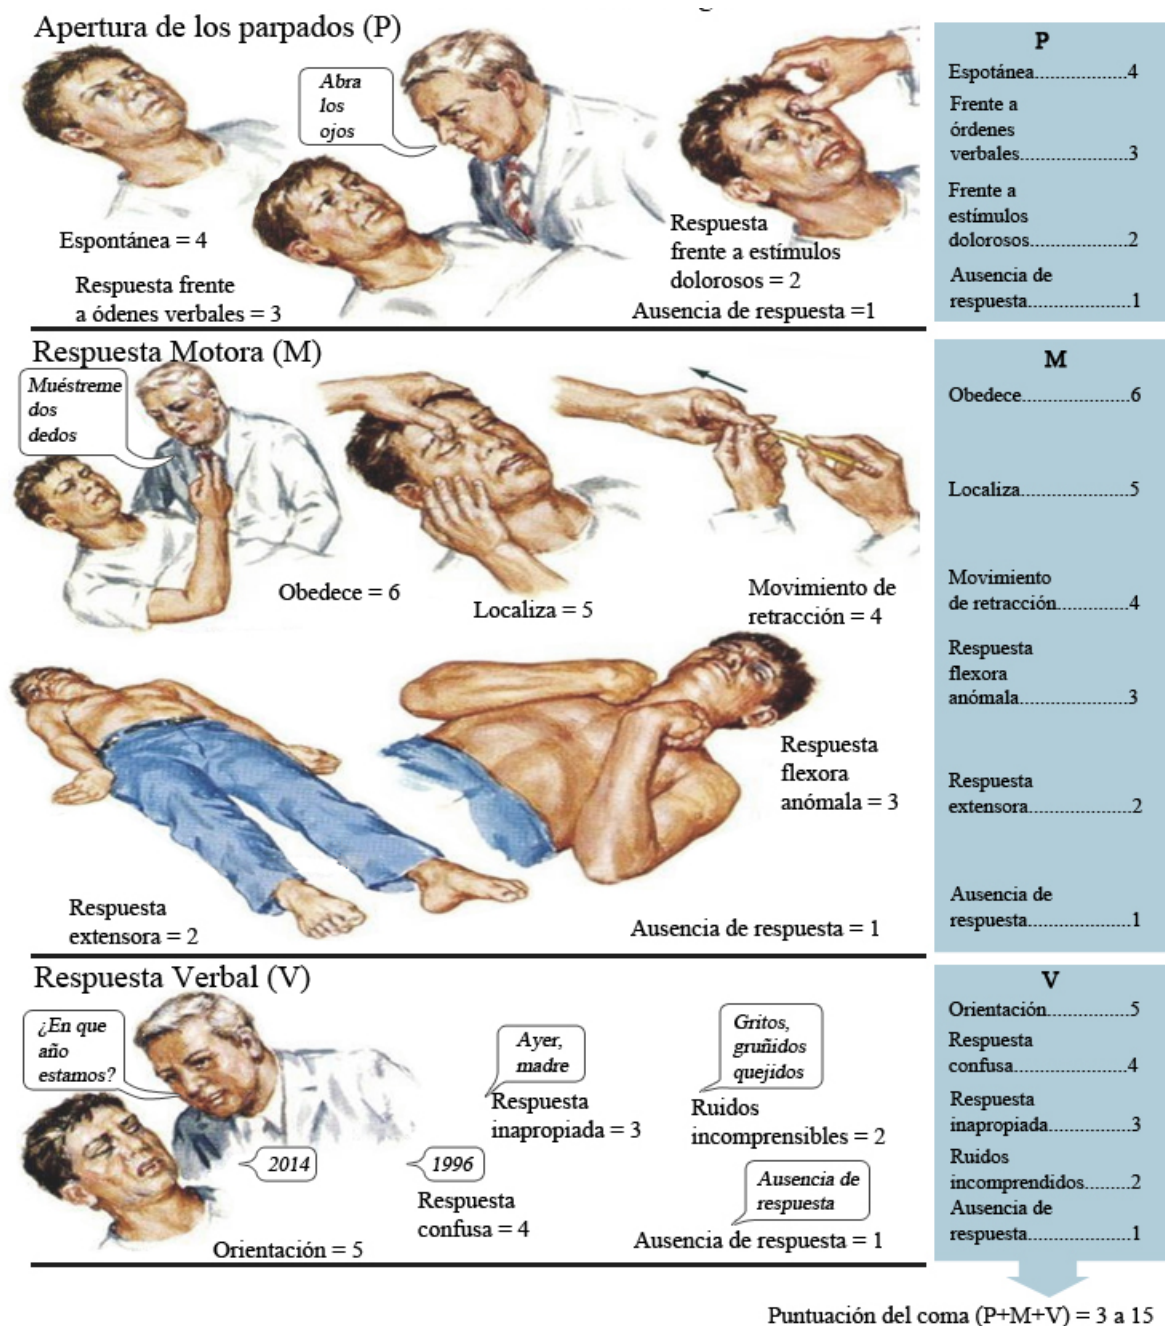 Apertura de los parpados (P)
Abra
los
ojos
Espontánea = 4
Respuesta frente
a ódenes verbales = 3
Respuesta
frente a estímulos
dolorosos = 2
Ausencia de respuesta =1
P
Espotánea..................4
Frente a
órdenes
verbales.....................3
Frente a
estímulos
dolorosos...................2
Ausencia de
respuesta....................1
Respuesta Motora (M)
Muéstreme
dos
dedos
Obedece = 6
Localiza = 5
Movimiento de
retracción = 4
Respuesta
flexora
anómala = 3
Respuesta
extensora = 2
Ausencia de respuesta = 1
M
Obedece.....................6
Localiza......................5
Movimiento
de retracción..............4
Respuesta
flexora
anómala.....................3
Respuesta
extensora....................2
Ausencia de
respuesta....................1
Respuesta Verbal (V)
¿En que
año
estamos?
2014
Orientación = 5
1996
Respuesta
confusa = 4
Ayer,
madre
Respuesta
inapropiada = 3
Gritos,
gruñidos
quejidos
Ruidos
incomprensibles = 2
Ausencia de
respuesta
Ausencia de respuesta = 1
V
Orientación................5
Respuesta
confusa......................4
Respuesta
inapropiada...............3
Ruidos
incomprendidos.........2
Ausencia de
respuesta....................1
Puntuación del coma (P+M+V) = 3 a 15